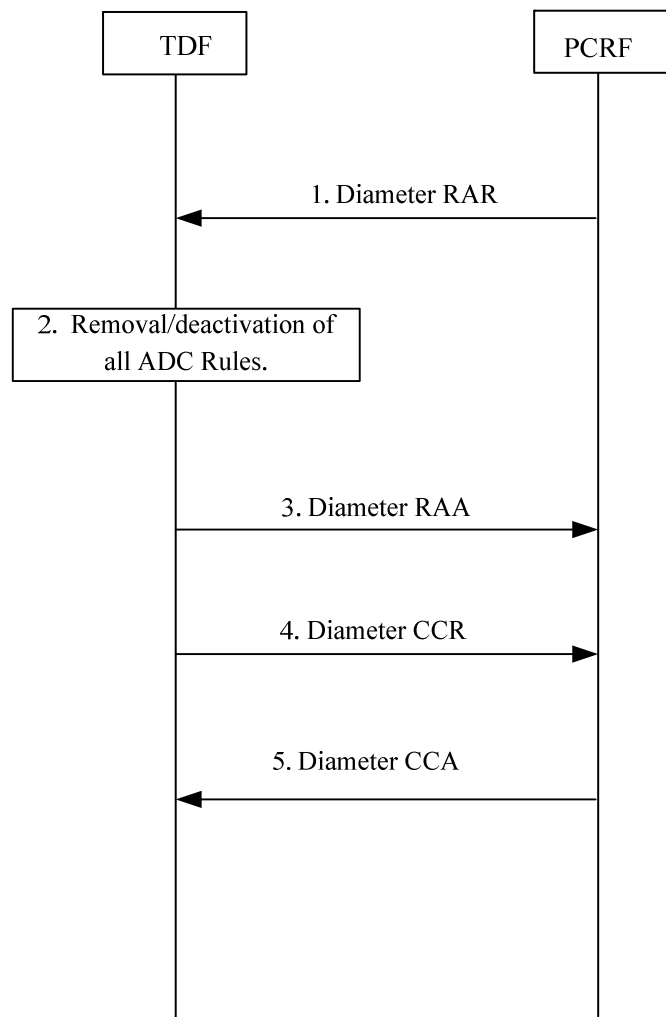 TDF
PCRF
1. Diameter RAR
2. Removal/deactivation of
all ADC Rules.
3. Diameter RAA
4. Diameter CCR
5. Diameter CCA